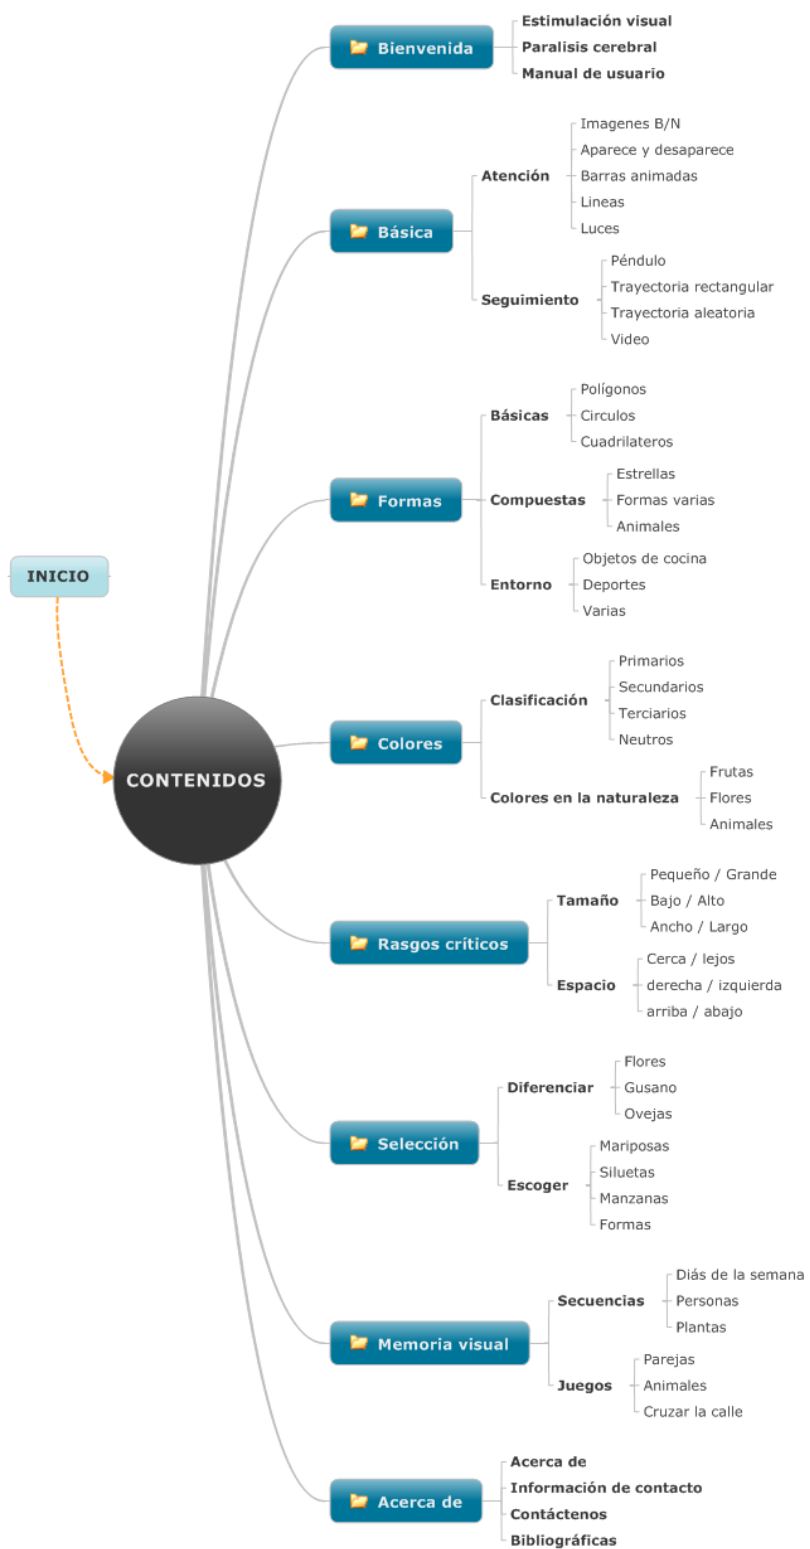 Bienvenida
Estimulación visual
Paralisis cerebral
Manual de usuario
Básica
Atención
Imagenes B/N
Aparece y desaparece
Barras animadas
Lineas
Luces
Seguimiento
Péndulo
Trayectoria rectangular
Trayectoria aleatoria
Video
Formas
Básicas
Polígonos
Circulos
Cuadrilateros
Compuestas
Estrellas
Formas varias
Animales
Entorno
Objetos de cocina
Deportes
Varias
INICIO
CONTENIDOS
Colores
Clasificación
Primarios
Secundarios
Terciarios
Neutros
Colores en la naturaleza
Frutas
Flores
Animales
Rasgos criticos
Tamaño
Pequeño / Grande
Bajo / Alto
Ancho / Largo
Espacio
Cerca / lejos
derecha / izquierda
arriba / abajo
Selección
Diferenciar
Flores
Gusano
Ovejas
Escoger
Mariposas
Siluetas
Manzanas
Formas
Memoria visual
Secuencias
Diás de la semana
Personas
Plantas
Juegos
Parejas
Animales
Cruzar la calle
Acerca de
Acerca de
Información de contacto
Contáctenos
Bibliográficas